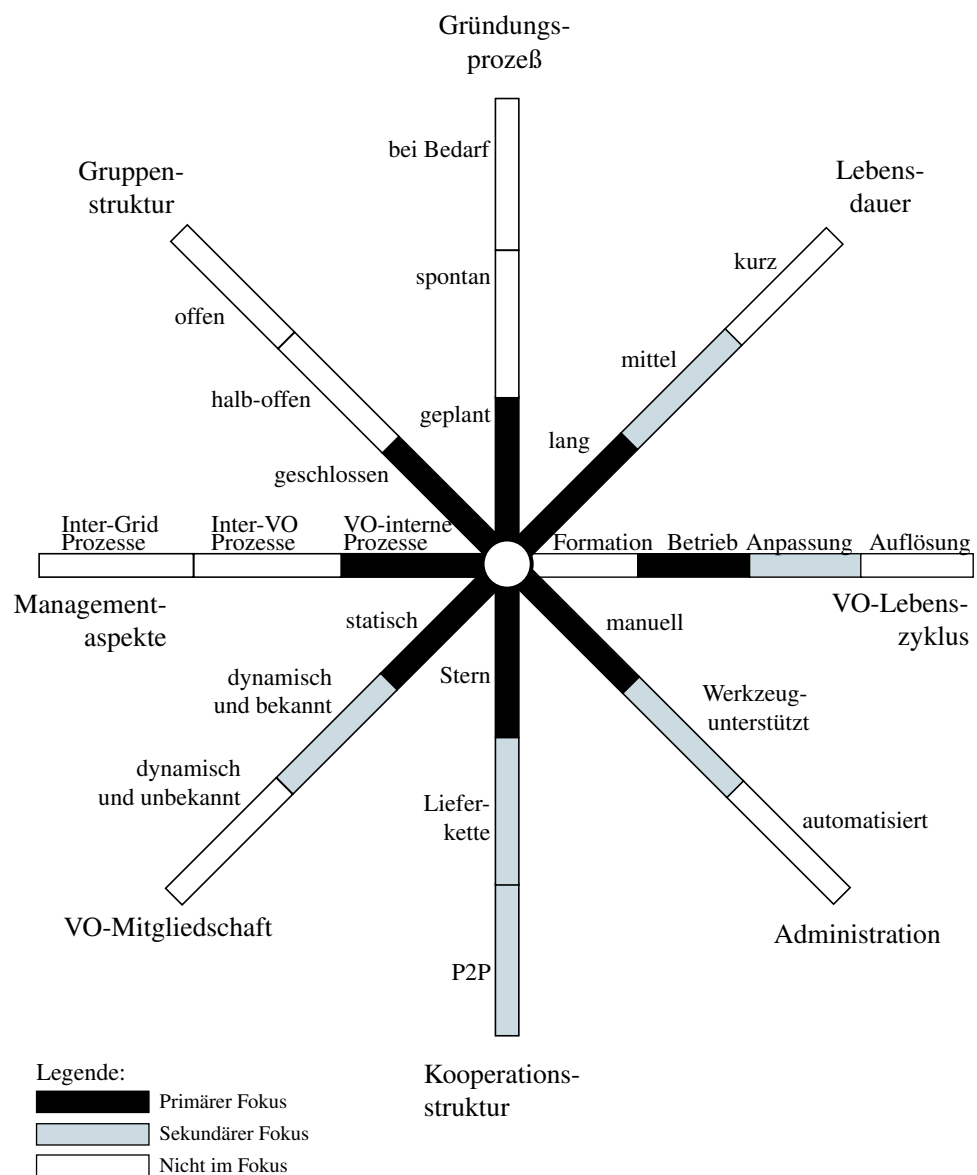 Gründungs-
prozeß
bei Bedarf
Gruppen-
struktur
Lebens-
dauer
kurz
spontan
offen
mittel
halb-offen
geplant
lang
geschlossen
Inter-Grid
Prozesse
Inter-VO
Prozesse
VO-interne
Prozesse
Formation
Betrieb
Anpassung
Auflösung
Management-
aspekte
VO-Lebens-
zyklus
statisch
manuell
dynamisch
und bekannt
Stern
Werkzeug-
unterstützt
dynamisch
und unbekannt
Liefer-
kette
automatisiert
VO-Mitgliedschaft
Administration
P2P
Kooperations-
struktur
Legende:
Primärer Fokus
Sekundärer Fokus
Nicht im Fokus